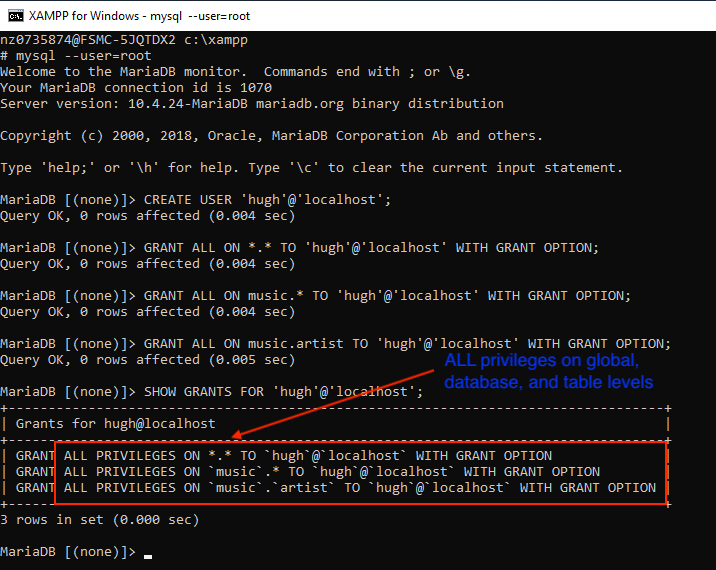 XAMPP for Windows - mysql  --user=root
nz0735874@FSMC-5JQTDX2 c:\xampp
# mysql --user=root
Welcome to the MariaDB monitor.  Commands end with ; or \g.
Your MariaDB connection id is 1070
Server version: 10.4.24-MariaDB mariadb.org binary distribution
Copyright (c) 2000, 2018, Oracle, MariaDB Corporation Ab and others.
Type 'help;' or '\h' for help. Type '\c' to clear the current input statement.
MariaDB [(none)]> CREATE USER 'hugh'@'localhost';
Query OK, 0 rows affected (0.004 sec)
MariaDB [(none)]> GRANT ALL ON *.* TO 'hugh'@'localhost' WITH GRANT OPTION;
Query OK, 0 rows affected (0.004 sec)
MariaDB [(none)]> GRANT ALL ON music.* TO 'hugh'@'localhost' WITH GRANT OPTION;
Query OK, 0 rows affected (0.004 sec)
MariaDB [(none)]> GRANT ALL ON music.artist TO 'hugh'@'localhost' WITH GRANT OPTION;
Query OK, 0 rows affected (0.005 sec)
ALL privileges on global,
database, and table levels
MariaDB [(none)]> SHOW GRANTS FOR 'hugh'@'localhost';
+----------------------------------------------------------------------------------+
| Grants for hugh@localhost                                                        |
+----------------------------------------------------------------------------------+
| GRANT ALL PRIVILEGES ON *.* TO `hugh`@`localhost` WITH GRANT OPTION              |
| GRANT ALL PRIVILEGES ON `music`.* TO `hugh`@`localhost` WITH GRANT OPTION        |
| GRANT ALL PRIVILEGES ON `music`.`artist` TO `hugh`@`localhost` WITH GRANT OPTION |
+----------------------------------------------------------------------------------+
3 rows in set (0.000 sec)
MariaDB [(none)]>